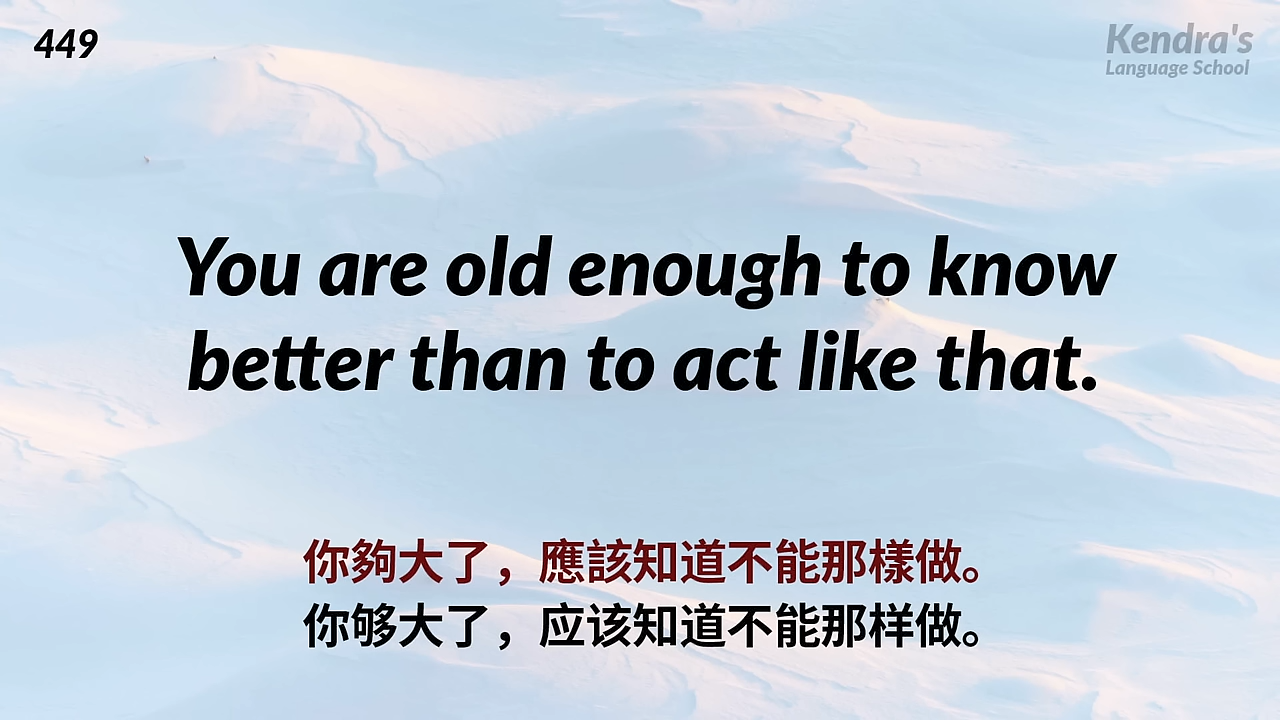 449
Kendra's
Language School
You are old enough to know
better than to act like that.
你夠大了，應該知道不能那樣做。
你够大了，应该知道不能那样做。